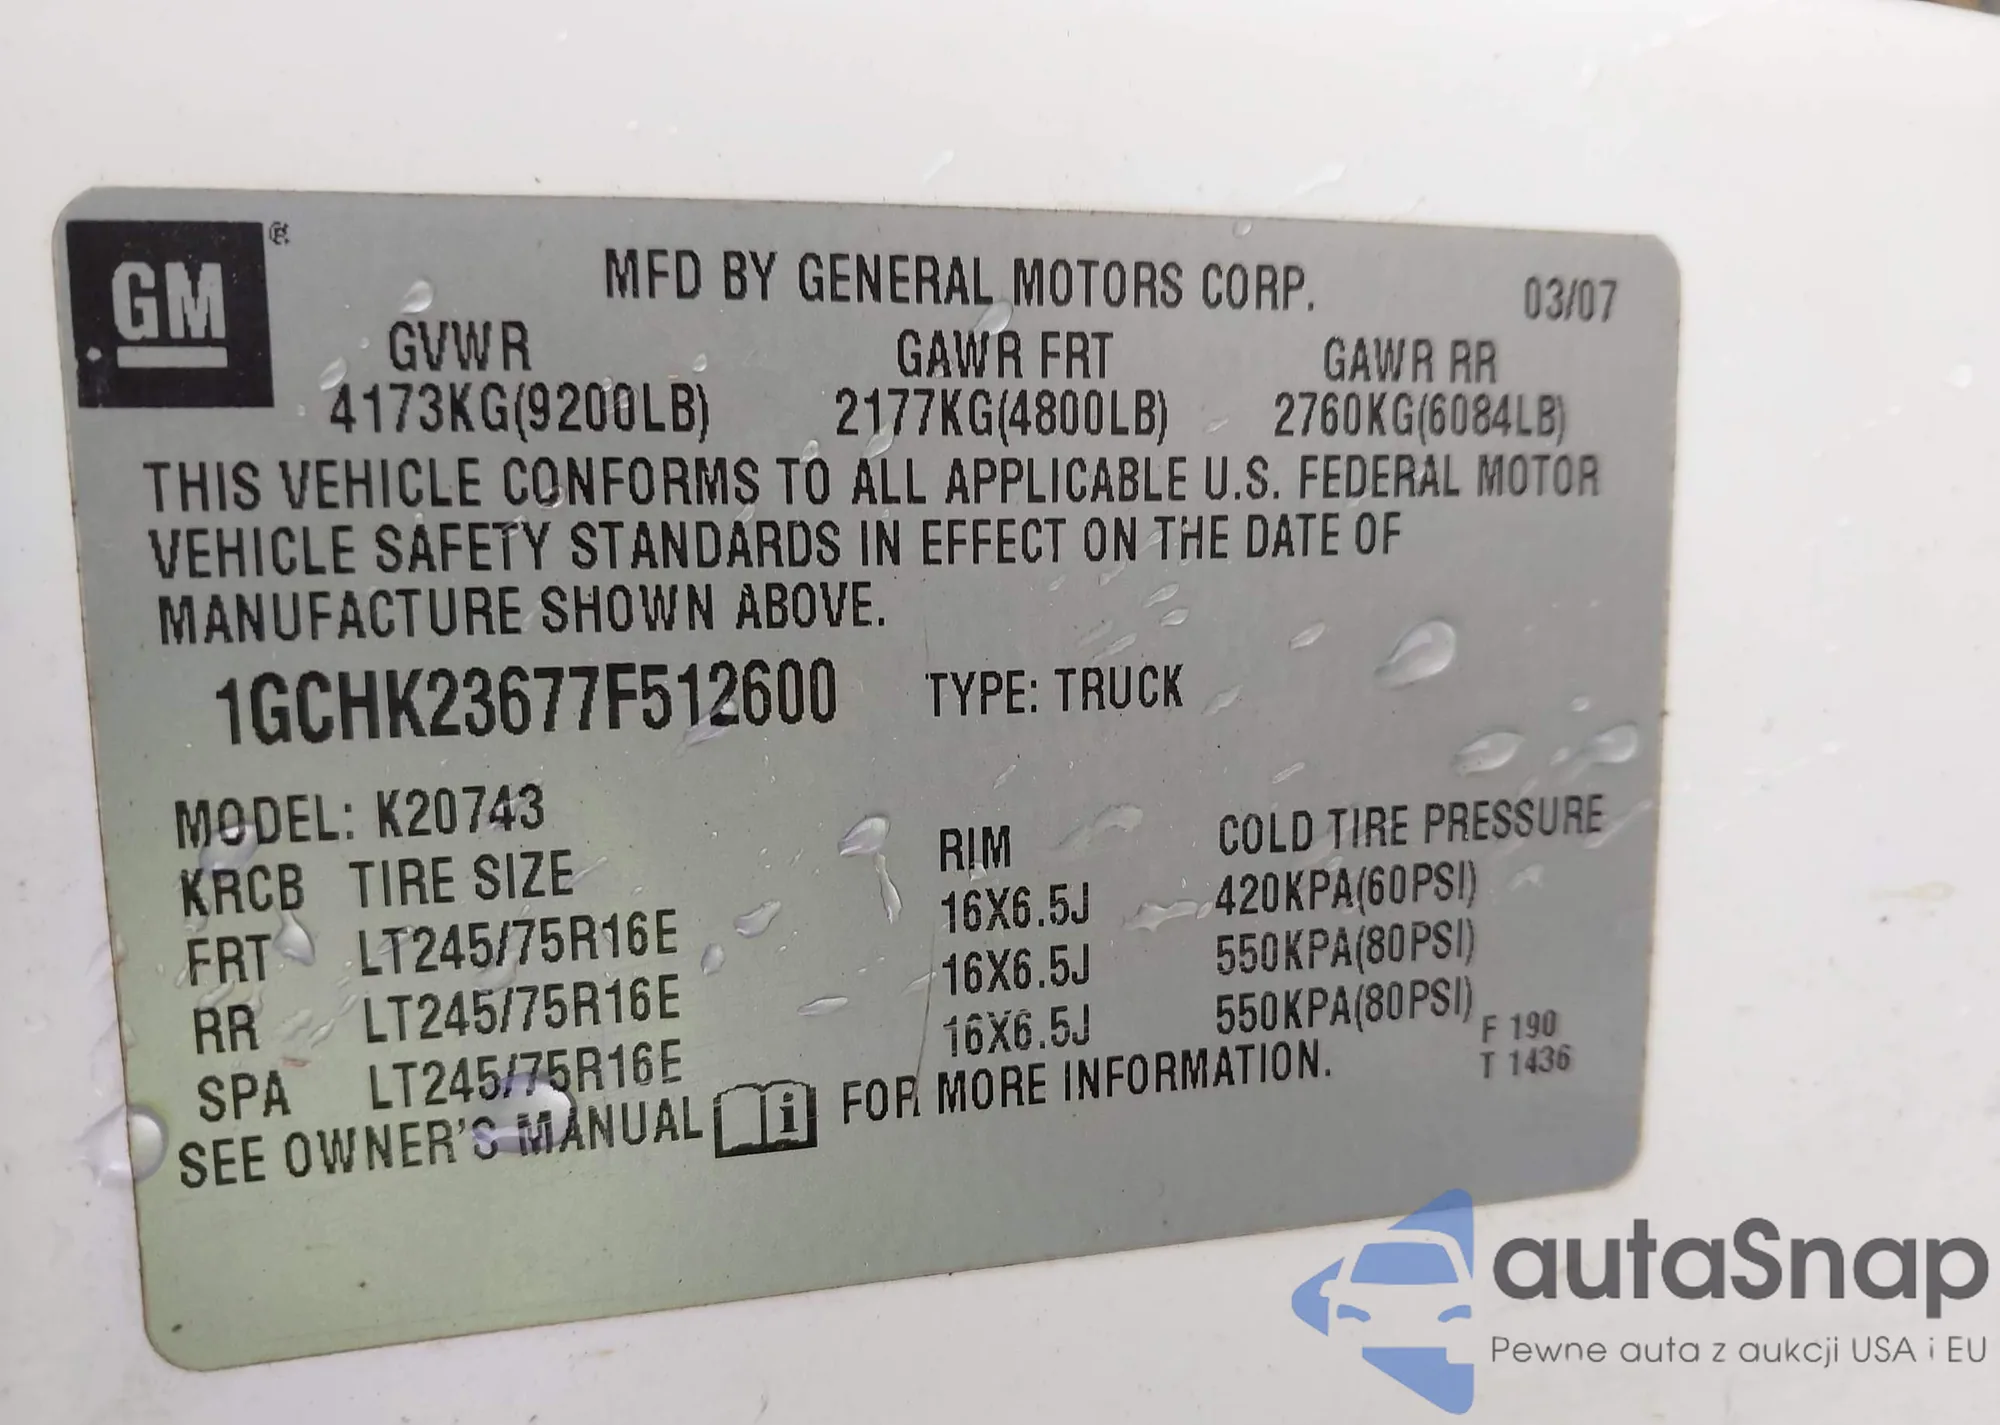 GM ®
MFD BY GENERAL MOTORS CORP. 03/07
GVWR GAWR FRT GAWR RR
4173KG(9200LB) 2177KG(4800LB) 2760KG(6084LB)
THIS VEHICLE CONFORMS TO ALL APPLICABLE U.S. FEDERAL MOTOR
VEHICLE SAFETY STANDARDS IN EFFECT ON THE DATE OF
MANUFACTURE SHOWN ABOVE.
1GCHK23677F512600 TYPE: TRUCK
MODEL: K20743
KRCB TIRE SIZE RIM COLD TIRE PRESSURE
FRT LT245/75R16E 16X6.5J 420KPA(60PSI)
RR LT245/75R16E 16X6.5J 550KPA(80PSI)
SPA LT245/75R16E 16X6.5J 550KPA(80PSI)
F 190
T 1436
SEE OWNER'S MANUAL i FOR MORE INFORMATION.
autaSnap
Pewne auta z aukcji USA i EU